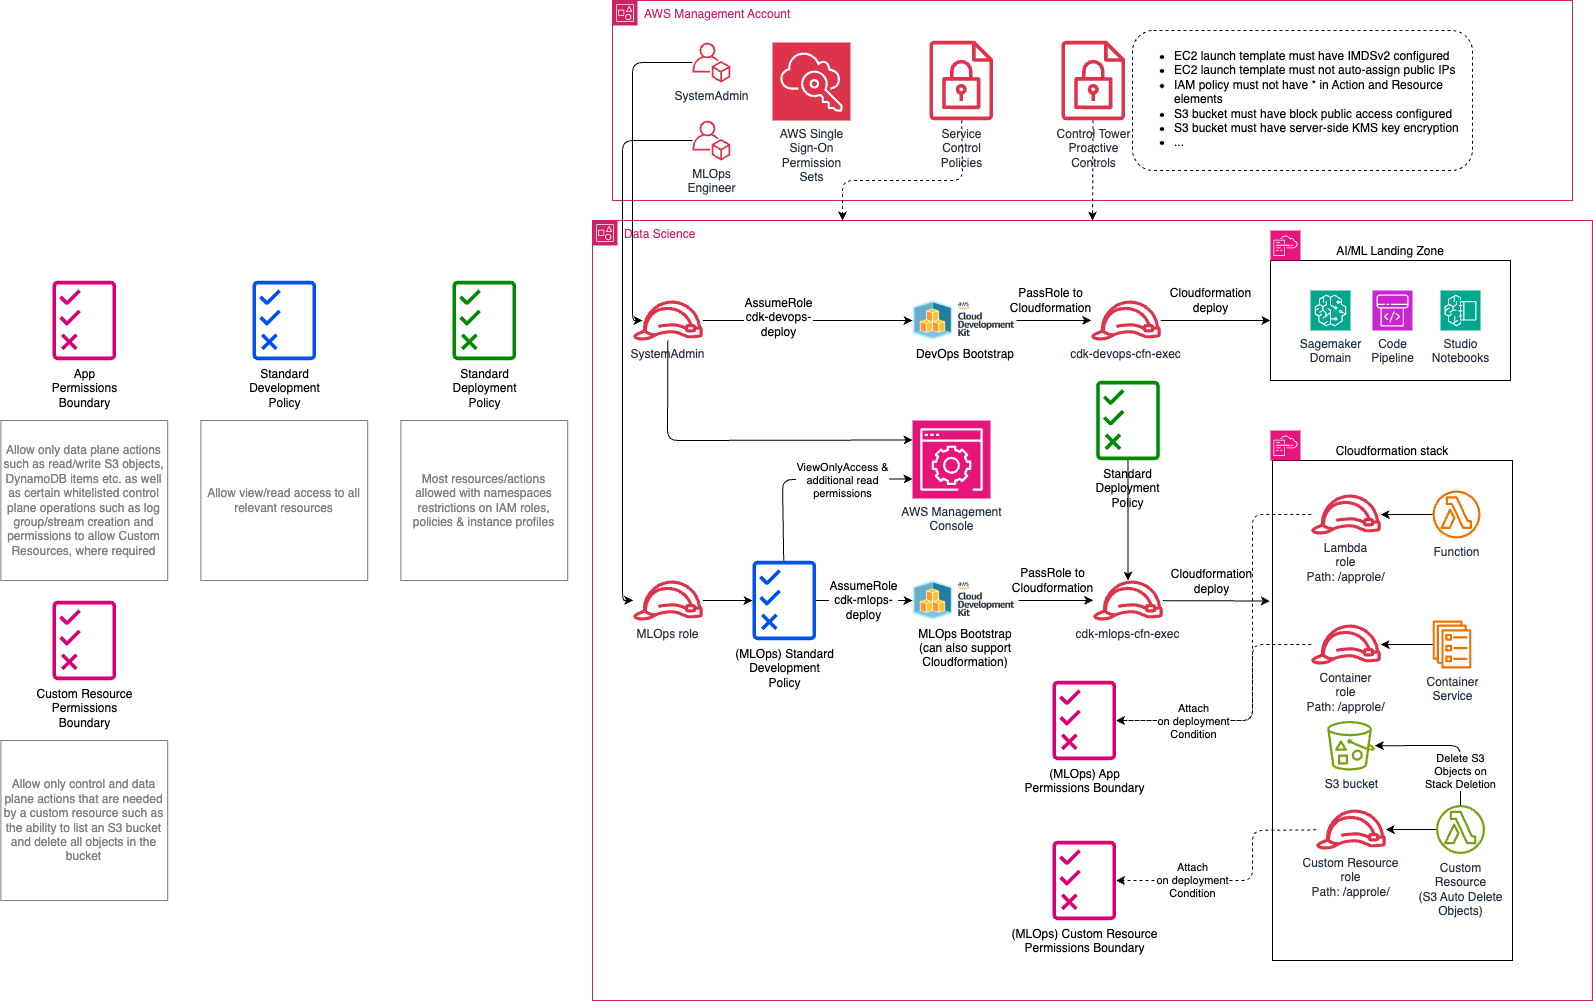 AWS Management Account
SystemAdmin
MLOps
Engineer
AWS Single
Sign-On
Permission
Sets
Service
Control
Policies
Control Tower
Proactive
Controls
• EC2 launch template must have IMDSv2 configured
• EC2 launch template must not auto-assign public IPs
• IAM policy must not have * in Action and Resource
elements
• S3 bucket must have block public access configured
• S3 bucket must have server-side KMS key encryption
• ...
Data Science
App
Permissions
Boundary
Allow only data plane actions
such as read/write S3 objects,
DynamoDB items etc. as well
as certain whitelisted control
plane operations such as log
group/stream creation and
permissions to allow Custom
Resources, where required
Standard
Development
Policy
Allow view/read access to all
relevant resources
Standard
Deployment
Policy
Most resources/actions
allowed with namespaces
restrictions on IAM roles,
policies & instance profiles
Custom Resource
Permissions
Boundary
Allow only control and data
plane actions that are needed
by a custom resource such as
the ability to list an S3 bucket
and delete all objects in the
bucket
SystemAdmin
AssumeRole
cdk-devops-
deploy
aws
Cloud
Development
Kit
DevOps Bootstrap
PassRole to
Cloudformation
cdk-devops-cfn-exec
Cloudformation
deploy
AI/ML Landing Zone
Sagemaker
Domain
Code
Pipeline
Studio
Notebooks
ViewOnlyAccess &
additional read
permissions
AWS Management
Console
Standard
Deployment
Policy
MLOps role
(MLOps) Standard
Development
Policy
AssumeRole
cdk-mlops-
deploy
aws
Cloud
Development
Kit
MLOps Bootstrap
(can also support
Cloudformation)
PassRole to
Cloudformation
cdk-mlops-cfn-exec
Cloudformation
deploy
Cloudformation stack
Lambda
role
Path: /approle/
Function
Container
role
Path: /approle/
Container
Service
Attach
on deployment
Condition
(MLOps) App
Permissions Boundary
S3 bucket
Delete S3
Objects on
Stack Deletion
Custom Resource
role
Path: /approle/
Custom
Resource
(S3 Auto Delete
Objects)
Attach
on deployment
Condition
(MLOps) Custom Resource
Permissions Boundary